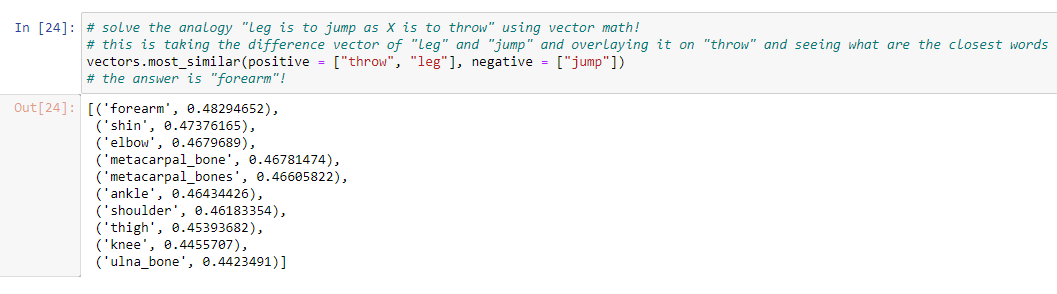 In [24]: # solve the analogy "leg is to jump as X is to throw" using vector math!
# this is taking the difference vector of "leg" and "jump" and overlaying it on "throw" and seeing what are the closest words
vectors.most_similar(positive = ["throw", "leg"], negative = ["jump"])
# the answer is "forearm"!
Out[24]: [('forearm', 0.48294652),
('shin', 0.47376165),
('elbow', 0.4679689),
('metacarpal_bone', 0.46781474),
('metacarpal_bones', 0.46605822),
('ankle', 0.46434426),
('shoulder', 0.46183354),
('thigh', 0.45393682),
('knee', 0.4455707),
('ulna_bone', 0.4423491)]